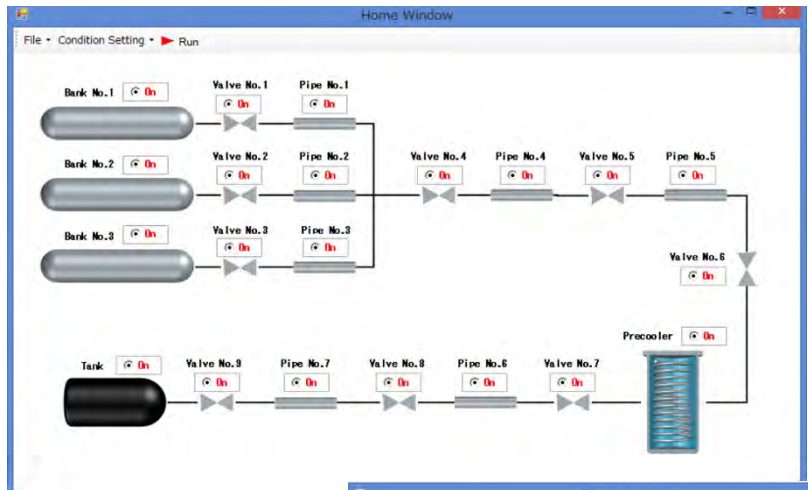 Home Window
File Condition Setting Run
Bank No.1 On Valve No.1 On Pipe No.1 On
Bank No.2 On Valve No.2 On Pipe No.2 On
Valve No.4 On Pipe No.4 On Valve No.5 On Pipe No.5 On
Bank No.3 On Valve No.3 On Pipe No.3 On
Valve No.6 On
Precooler On
Tank On Valve No.9 On Pipe No.7 On Valve No.8 On Pipe No.6 On Valve No.7 On